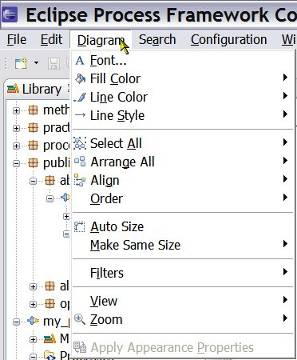 Eclipse Process Framework Co
File Edit Diagram Search Configuration Wi
Font...
Library
Fill Color
meth
Line Color
pract
Line Style
proce
Select All
publi
Arrange All
ab
Align
Order
Auto Size
Make Same Size
Filters
al
View
op
Zoom
my_
M
Apply Appearance Properties